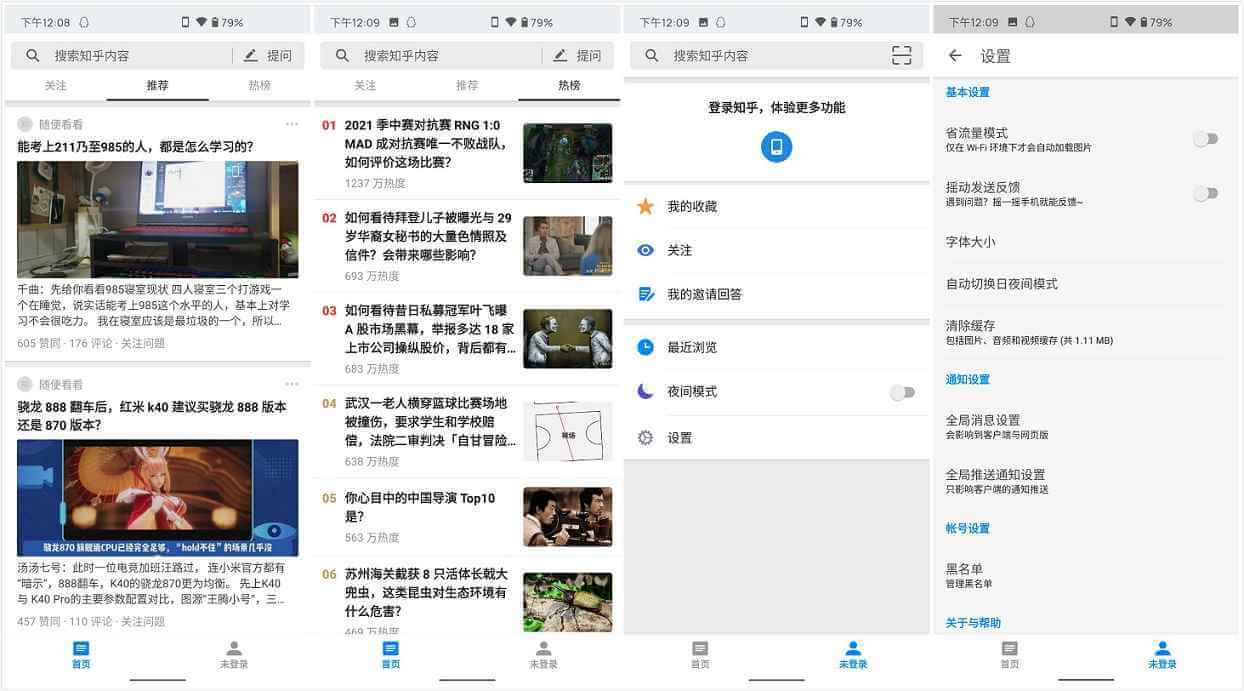 下午12:08
79%
搜索知乎内容
提问
关注
推荐
热榜
随便看看
能考上211乃至985的人，都是怎么学习的？
千曲：先给你看看985寝室现状 四人寝室三个打游戏一
个在睡觉，说实话能考上985这个水平的人，基本上对学
习不会很吃力。 我在寝室应该是最垃圾的一个，所以...
605 赞同 · 176 评论 · 关注问题
随便看看
骁龙 888 翻车后，红米 k40 建议买骁龙 888 版本
还是 870 版本？
骁龙870 旗舰级CPU已经完全足够，“hold不住”的场景几乎没
汤汤七号：此时一位电竞加班汪路过， 连小米官方都有
“暗示”，888翻车，K40的骁龙870更为均衡。 先上K40
与 K40 Pro的主要参数配置对比，图源“王腾小号”，三...
457 赞同 · 110 评论 · 关注问题
首页
未登录
下午12:09
79%
搜索知乎内容
提问
关注
推荐
热榜
01
2021 季中赛对抗赛 RNG 1:0
MAD 成对抗赛唯一不败战队，
如何评价这场比赛？
1237 万热度
02
如何看待拜登儿子被曝光与 29
岁华裔女秘书的大量色情照及
信件？会带来哪些影响？
693 万热度
03
如何看待昔日私募冠军叶飞曝
A 股市场黑幕，举报多达 18 家
上市公司操纵股价，背后都有...
683 万热度
04
武汉一老人横穿篮球比赛场地
被撞伤，要求学生和学校赔
偿，法院二审判决「自甘冒险...
638 万热度
05
你心目中的中国导演 Top10
是？
563 万热度
06
苏州海关截获 8 只活体长戟大
兜虫，这类昆虫对生态环境有
什么危害？
469 万热度
首页
未登录
下午12:09
79%
搜索知乎内容
登录知乎，体验更多功能
我的收藏
关注
我的邀请回答
最近浏览
夜间模式
设置
首页
未登录
下午12:09
79%
设置
基本设置
省流量模式
仅在 Wi-Fi 环境下才会自动加载图片
摇动发送反馈
遇到问题？摇一摇手机就能反馈~
字体大小
自动切换日夜间模式
清除缓存
包括图片、音频和视频缓存 (共 1.11 MB)
通知设置
全局消息设置
会影响到客户端与网页版
全局推送通知设置
只影响客户端的通知推送
帐号设置
黑名单
管理黑名单
关于与帮助
首页
未登录